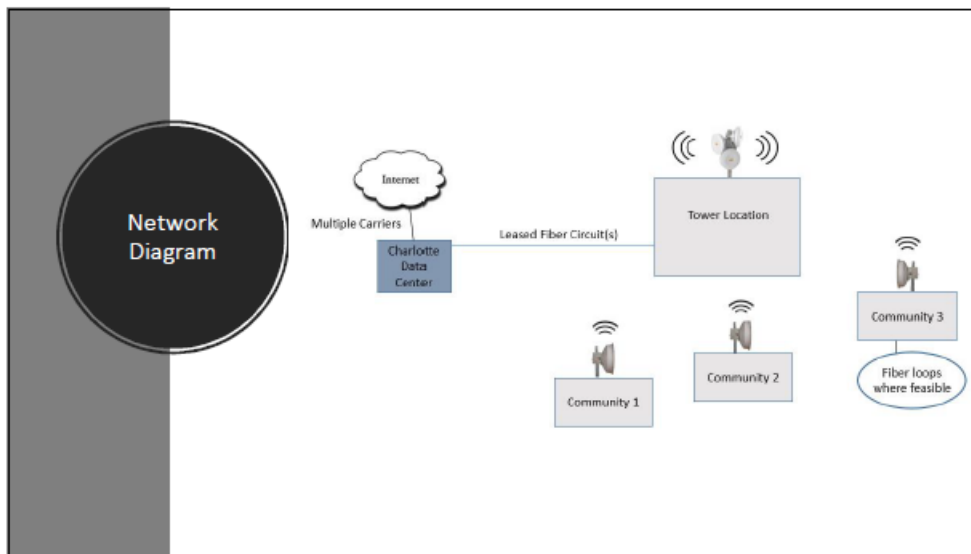 Network
Diagram
Internet
Multiple Carriers
Charlotte
Data
Center
Leased Fiber Circuit(s)
Tower Location
Community 1
Community 2
Community 3
Fiber loops
where feasible